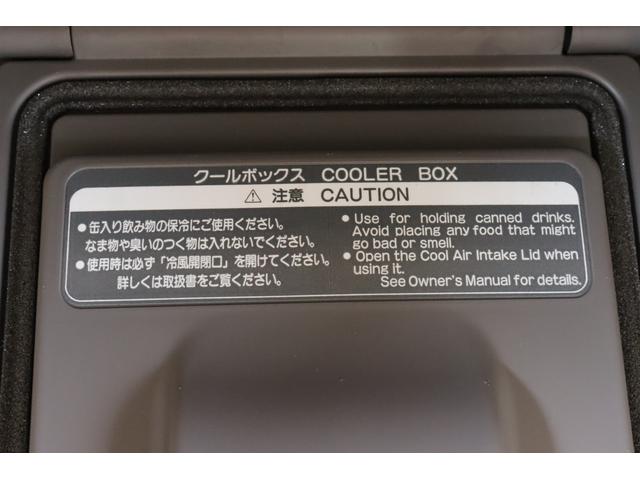 クールボックス COOLER BOX
⚠ 注意 CAUTION
●缶入り飲み物の保冷にご使用ください。
なま物や臭いのつく物は入れないでください。
●使用時は必ず「冷風開閉口」を開けてください。
詳しくは取扱書をご覧ください。
● Use for holding canned drinks.
Avoid placing any food that might
go bad or smell.
● Open the Cool Air Intake Lid when
using it.
See Owner's Manual for details.